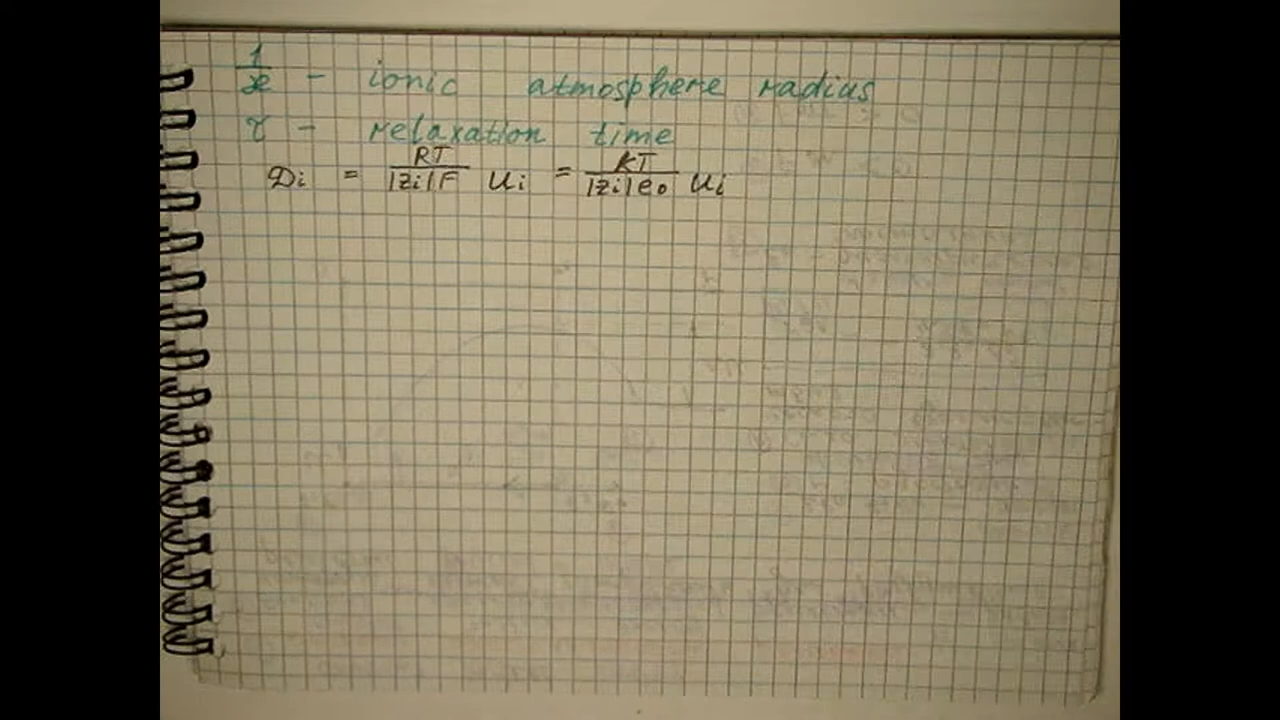 1/æ - ionic atmosphere radius
τ - relaxation time
Di = RT/|zi|F Ui = kT/|zi|e₀ Ui